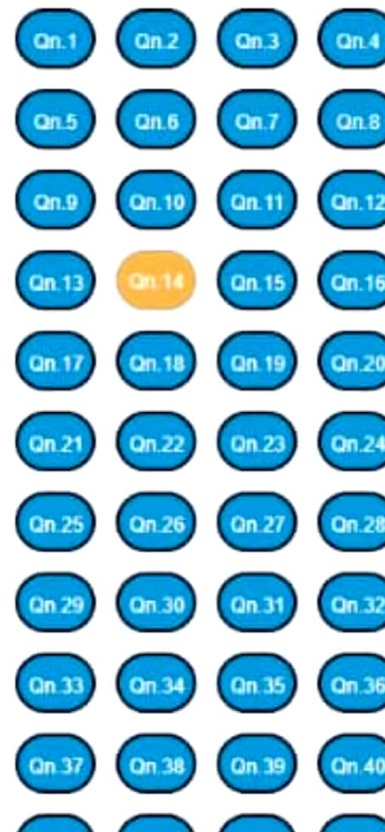 Qn.1 Qn.2 Qn.3 Qn.4
Qn.5 Qn.6 Qn.7 Qn.8
Qn.9 Qn.10 Qn.11 Qn.12
Qn.13 Qn.14 Qn.15 Qn.16
Qn.17 Qn.18 Qn.19 Qn.20
Qn.21 Qn.22 Qn.23 Qn.24
Qn.25 Qn.26 Qn.27 Qn.28
Qn.29 Qn.30 Qn.31 Qn.32
Qn.33 Qn.34 Qn.35 Qn.36
Qn.37 Qn.38 Qn.39 Qn.40